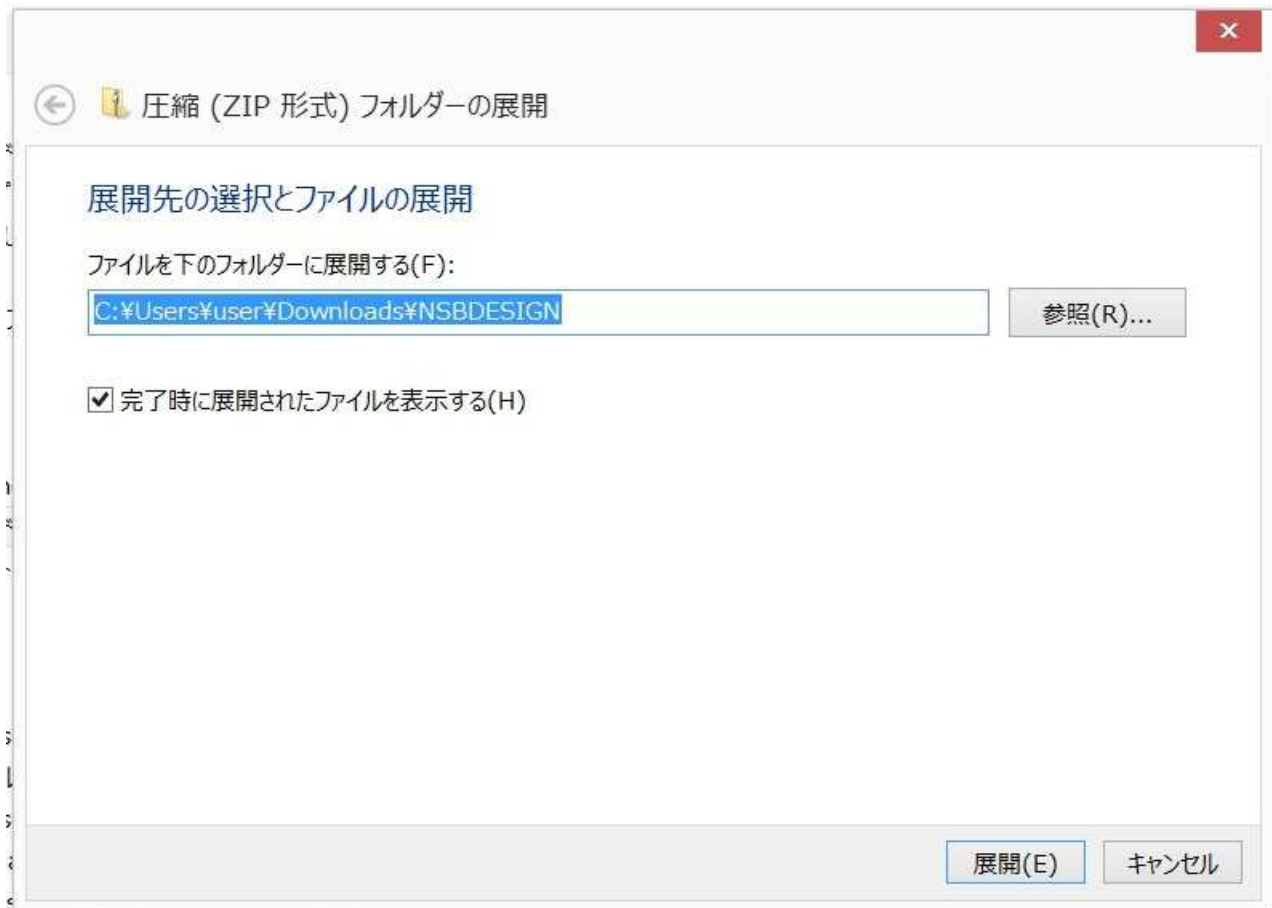 圧縮 (ZIP 形式) フォルダーの展開
展開先の選択とファイルの展開
ファイルを下のフォルダーに展開する(F):
C:¥Users¥user¥Downloads¥NSBDESIGN
参照(R)...
完了時に展開されたファイルを表示する(H)
展開(E)
キャンセル